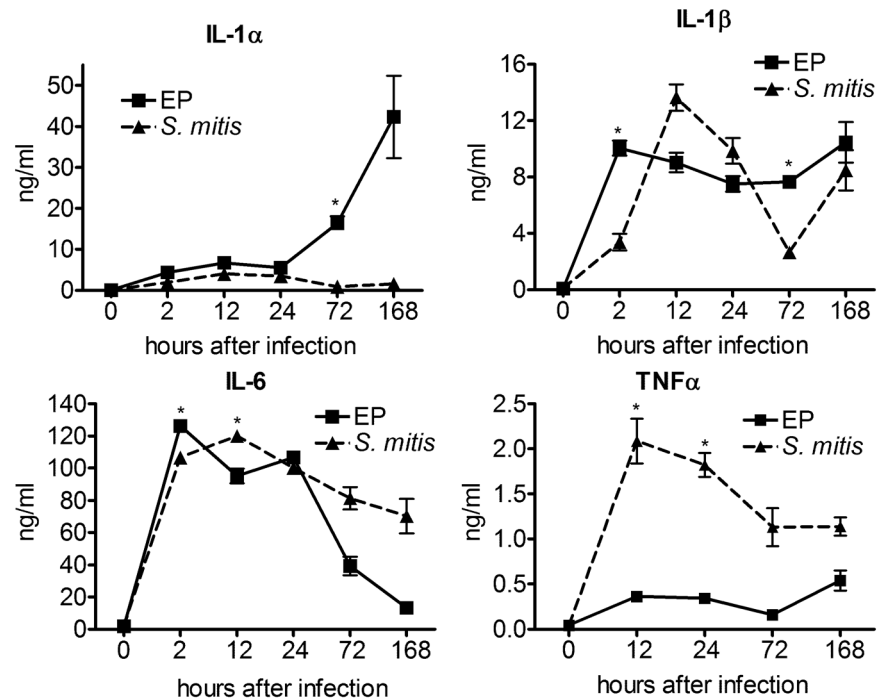 IL-1α
ng/ml
50
40
30
20
10
0
EP
S. mitis
*
0 2 12 24 72 168
hours after infection
IL-1β
ng/ml
16
12
8
4
0
EP
S. mitis
* *
0 2 12 24 72 168
hours after infection
IL-6
ng/ml
140
120
100
80
60
40
20
0
EP
S. mitis
* *
0 2 12 24 72 168
hours after infection
TNFα
ng/ml
2.5
2.0
1.5
1.0
0.5
0.0
EP
S. mitis
* *
0 12 24 72 168
hours after infection